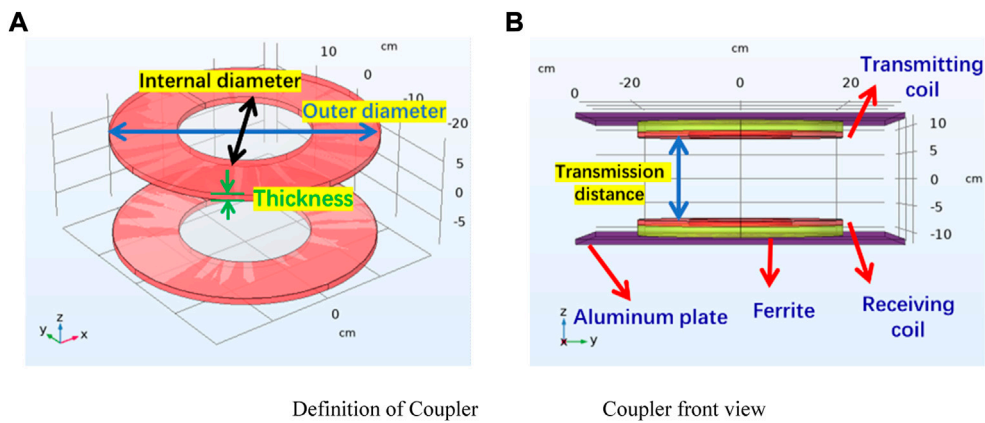 A
10
cm
0
-10
-20
5
0
-5
0
cm
Internal diameter
Outer diameter
Thickness
z
y
x
Definition of Coupler
B
cm
cm
-20
0
20
0
10
5
0
cm
-5
-10
Transmitting
coil
Transmission
distance
Aluminum plate
Ferrite
Receiving
coil
z
x
y
Coupler front view